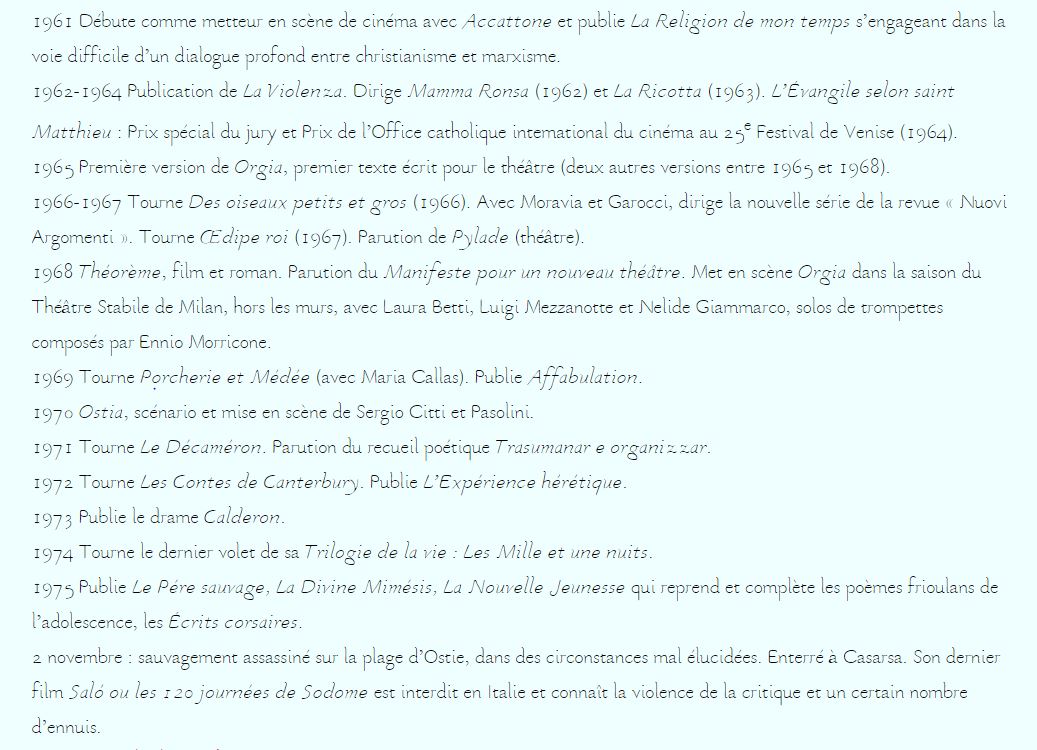 1961 Débute comme metteur en scène de cinéma avec Accattone et publie La Religion de mon temps s’engageant dans la
voie difficile d’un dialogue profond entre christianisme et marxisme.
1962-1964 Publication de La Violenza. Dirige Mamma Ronsa (1962) et La Ricotta (1963). L’Évangile selon saint
Matthieu : Prix spécial du jury et Prix de l’Office catholique international du cinéma au 25e Festival de Venise (1964).
1965 Première version de Orgia, premier texte écrit pour le théâtre (deux autres versions entre 1965 et 1968).
1966-1967 Tourne Des oiseaux petits et gros (1966). Avec Moravia et Garocci, dirige la nouvelle série de la revue « Nuovi
Argomenti ». Tourne Œdipe roi (1967). Parution de Pylade (théâtre).
1968 Théorème, film et roman. Parution du Manifeste pour un nouveau théâtre. Met en scène Orgia dans la saison du
Théâtre Stabile de Milan, hors les murs, avec Laura Betti, Luigi Mezzanotte et Nelide Giammarco, solos de trompettes
composés par Ennio Morricone.
1969 Tourne Porcherie et Médée (avec Maria Callas). Publie Affabulation.
1970 Ostia, scénario et mise en scène de Sergio Citti et Pasolini.
1971 Tourne Le Décaméron. Parution du recueil poétique Trasumanar e organizzar.
1972 Tourne Les Contes de Canterbury. Publie L’Expérience hérétique.
1973 Publie le drame Calderon.
1974 Tourne le dernier volet de sa Trilogie de la vie : Les Mille et une nuits.
1975 Publie Le Pére sauvage, La Divine Mimésis, La Nouvelle Jeunesse qui reprend et complète les poèmes frioulans de
l’adolescence, les Écrits corsaires.
2 novembre : sauvagement assassiné sur la plage d’Ostie, dans des circonstances mal élucidées. Enterré à Casarsa. Son dernier
film Saló ou les 120 journées de Sodome est interdit en Italie et connaît la violence de la critique et un certain nombre
d’ennuis.